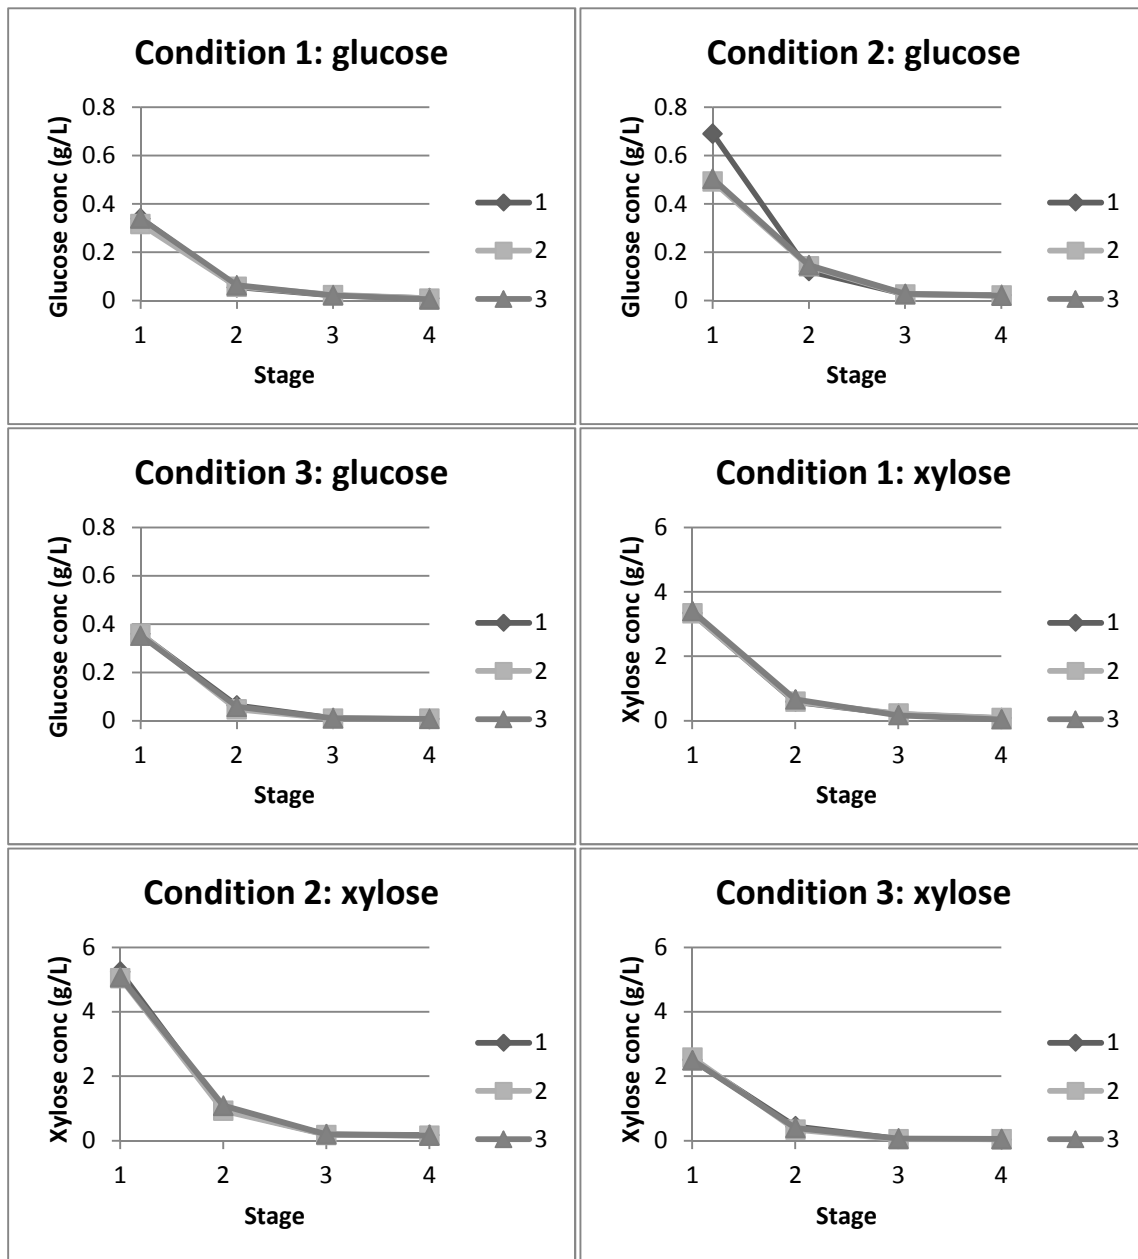 Condition 1: glucose
Glucose conc (g/L)
0.8
0.6
0.4
0.2
0
1 2 3 4
Stage
1
2
3
Condition 2: glucose
Glucose conc (g/L)
0.8
0.6
0.4
0.2
0
1 2 3 4
Stage
1
2
3
Condition 3: glucose
Glucose conc (g/L)
0.8
0.6
0.4
0.2
0
1 2 3 4
Stage
1
2
3
Condition 1: xylose
Xylose conc (g/L)
6
4
2
0
1 2 3 4
Stage
1
2
3
Condition 2: xylose
Xylose conc (g/L)
6
4
2
0
1 2 3 4
Stage
1
2
3
Condition 3: xylose
Xylose conc (g/L)
6
4
2
0
1 2 3 4
Stage
1
2
3